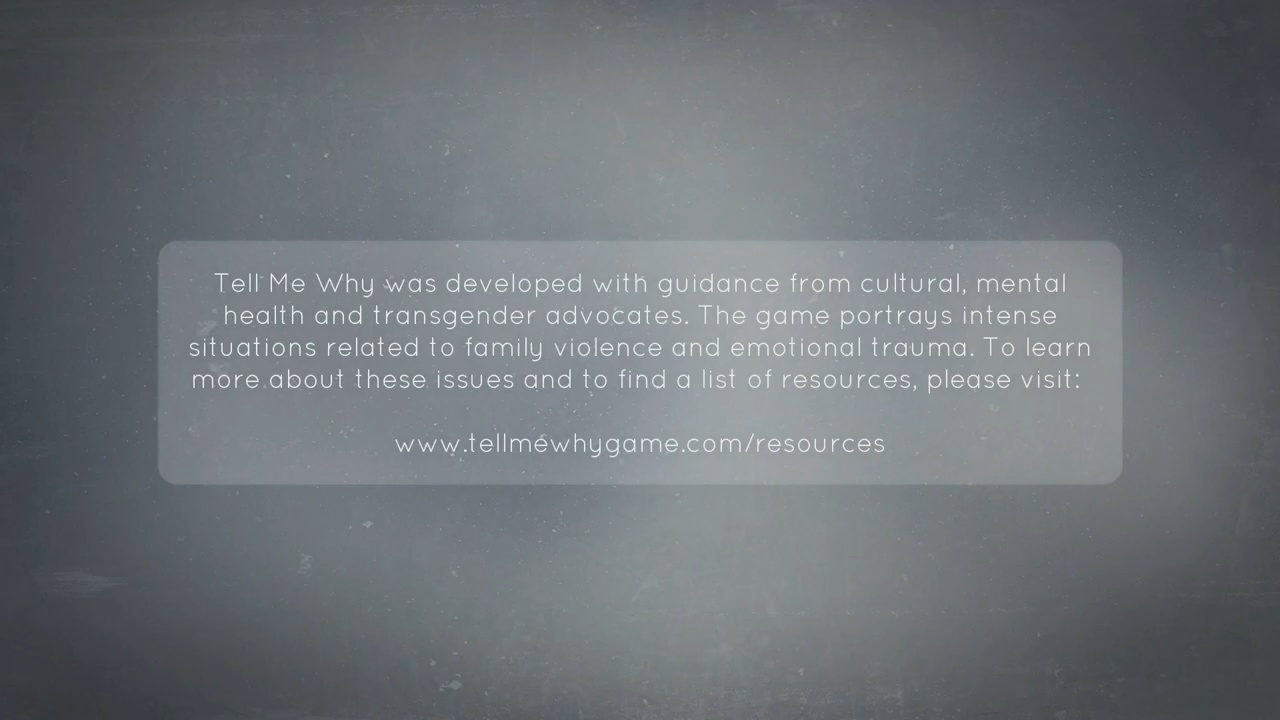 Tell Me Why was developed with guidance from cultural, mental
health and transgender advocates. The game portrays intense
situations related to family violence and emotional trauma. To learn
more about these issues and to find a list of resources, please visit:
www.tellmewhygame.com/resources